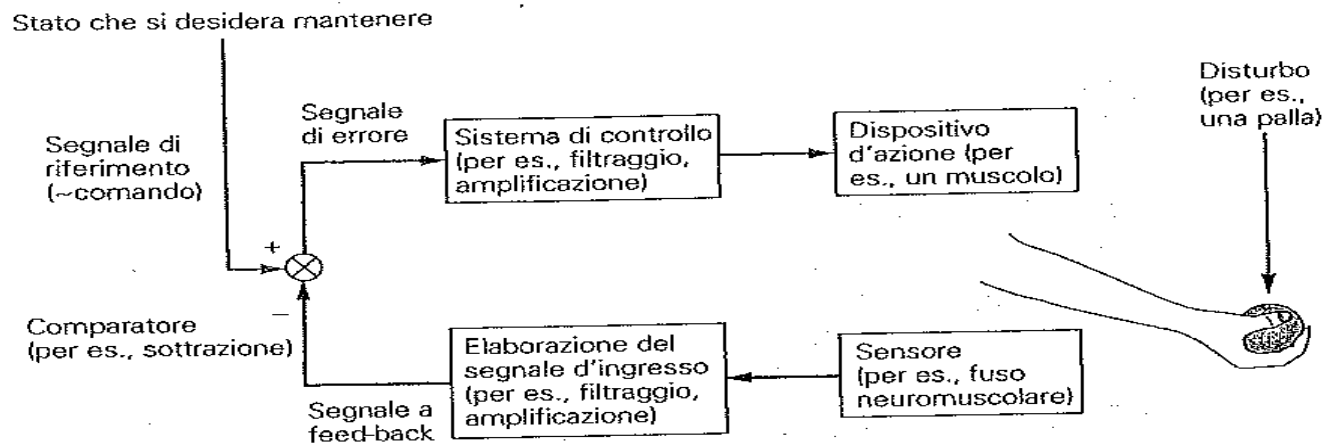 Stato che si desidera mantenere
Segnale di
riferimento
(~comando)
Segnale
di errore
Sistema di controllo
(per es., filtraggio,
amplificazione)
Dispositivo
d'azione (per
es., un muscolo)
Disturbo
(per es.,
una palla)
+
−
Comparatore
(per es., sottrazione)
Segnale a
feed-back
Elaborazione del
segnale d'ingresso
(per es., filtraggio,
amplificazione)
Sensore
(per es., fuso
neuromuscolare)